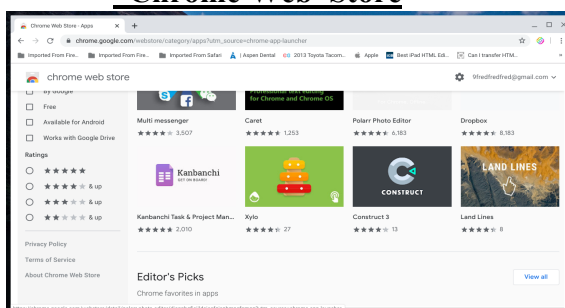 Chrome Web Store
Chrome Web Store - Apps
chrome.google.com/webstore/category/apps?utm_source=chrome-app-launcher
Imported From Fire... Imported From Fire... Imported From Safari | Aspen Dental 2013 Toyota Tacom... Apple Best iPad HTML Edi... Can I transfer HTM... »
chrome web store 9fredfredfred@gmail.com
By Google
Free
Available for Android
Works with Google Drive
Ratings
& up
& up
& up
Privacy Policy
Terms of Service
About Chrome Web Store
for Chrome and Chrome OS
Multi messenger Caret Polarr Photo Editor Dropbox
3,507 1,253 6,183 8,183
Kanbanchi
CONSTRUCT
LAND LINES
Kanbanchi Task & Project Man... Xylo Construct 3 Land Lines
2,010 27 13 8
Editor's Picks View all
Chrome favorites in apps